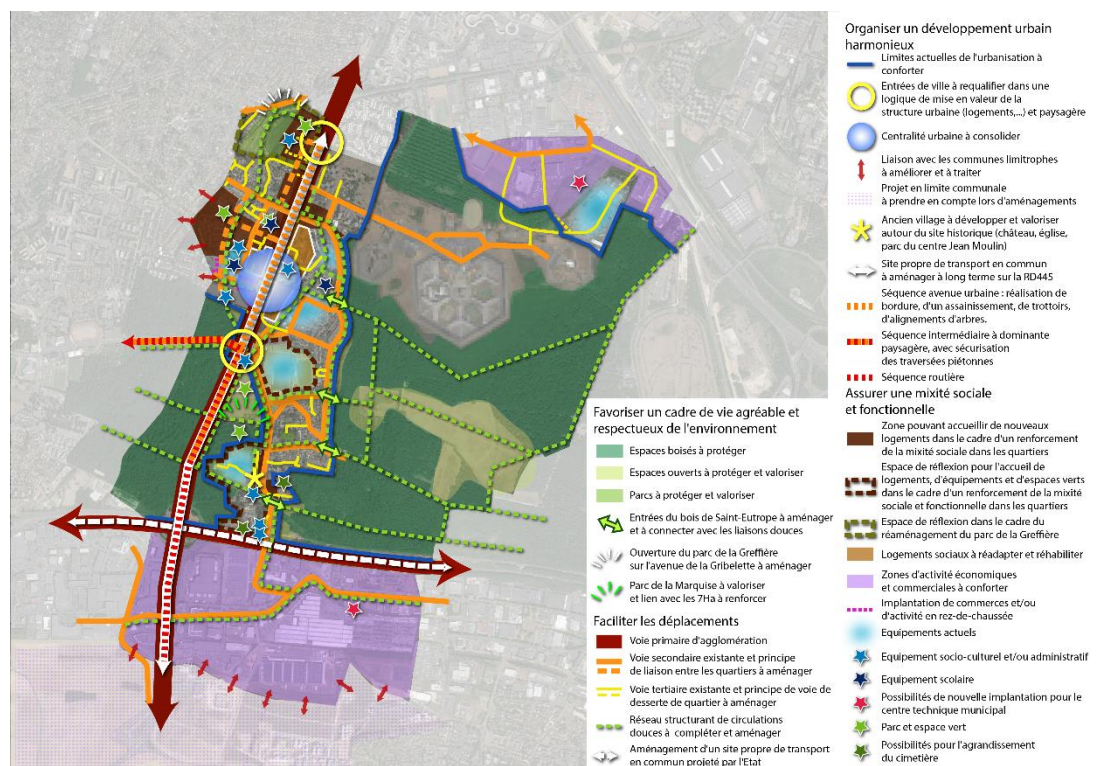 Organiser un développement urbain
harmonieux
Limites actuelles de l'urbanisation à
conforter
Entrées de ville à requalifier dans une
logique de mise en valeur de la
structure urbaine (logements,...) et paysagère
Centralité urbaine à consolider
Liaison avec les communes limitrophes
à améliorer et à traiter
Projet en limite communale
à prendre en compte lors d'aménagements
Ancien village à développer et valoriser
autour du site historique (château, église,
parc du centre Jean Moulin)
Site propre de transport en commun
à aménager à long terme sur la RD445
Séquence avenue urbaine : réalisation de
bordure, d'un assainissement, de trottoirs,
d'alignements d'arbres.
Séquence intermédiaire à dominante
paysagère, avec sécurisation
des traversées piétonnes
Séquence routière
Assurer une mixité sociale
et fonctionnelle
Zone pouvant accueillir de nouveaux
logements dans le cadre d'un renforcement
de la mixité sociale dans les quartiers
Espace de réflexion pour l'accueil de
logements, d'équipements et d'espaces verts
dans le cadre d'un renforcement de la mixité
sociale et fonctionnelle dans les quartiers
Espace de réflexion dans le cadre du
réaménagement du parc de la Greffière
Logements sociaux à réadapter et réhabiliter
Zones d'activité économiques
et commerciales à conforter
Implantation de commerces et/ou
d'activité en rez-de-chaussée
Equipements actuels
Equipement socio-culturel et/ou administratif
Equipement scolaire
Possibilités de nouvelle implantation pour le
centre technique municipal
Parc et espace vert
Possibilités pour l'agrandissement
du cimetière
Favoriser un cadre de vie agréable et
respectueux de l'environnement
Espaces boisés à protéger
Espaces ouverts à protéger et valoriser
Parcs à protéger et valoriser
Entrées du bois de Saint-Eutrope à aménager
et à connecter avec les liaisons douces
Ouverture du parc de la Greffière
sur l'avenue de la Gribelette à aménager
Parc de la Marquise à valoriser
et lien avec les 7Ha à renforcer
Faciliter les déplacements
Voie primaire d'agglomération
Voie secondaire existante et principe
de liaison entre les quartiers à aménager
Voie tertiaire existante et principe de voie de
desserte de quartier à aménager
Réseau structurant de circulations
douces à compléter et aménager
Aménagement d'un site propre de transport
en commun projeté par l'Etat